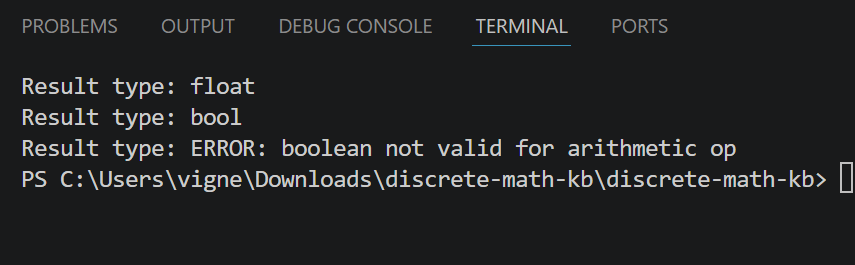 PROBLEMS OUTPUT DEBUG CONSOLE TERMINAL PORTS
Result type: float
Result type: bool
Result type: ERROR: boolean not valid for arithmetic op
PS C:\Users\vigne\Downloads\discrete-math-kb\discrete-math-kb>